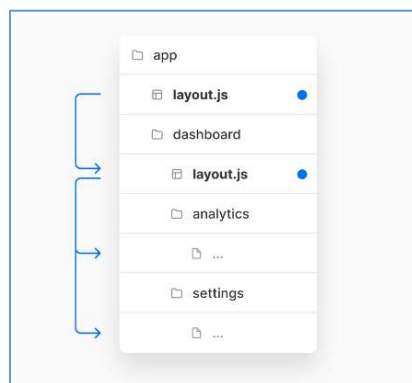 app
layout.js
dashboard
layout.js
analytics
...
settings
...